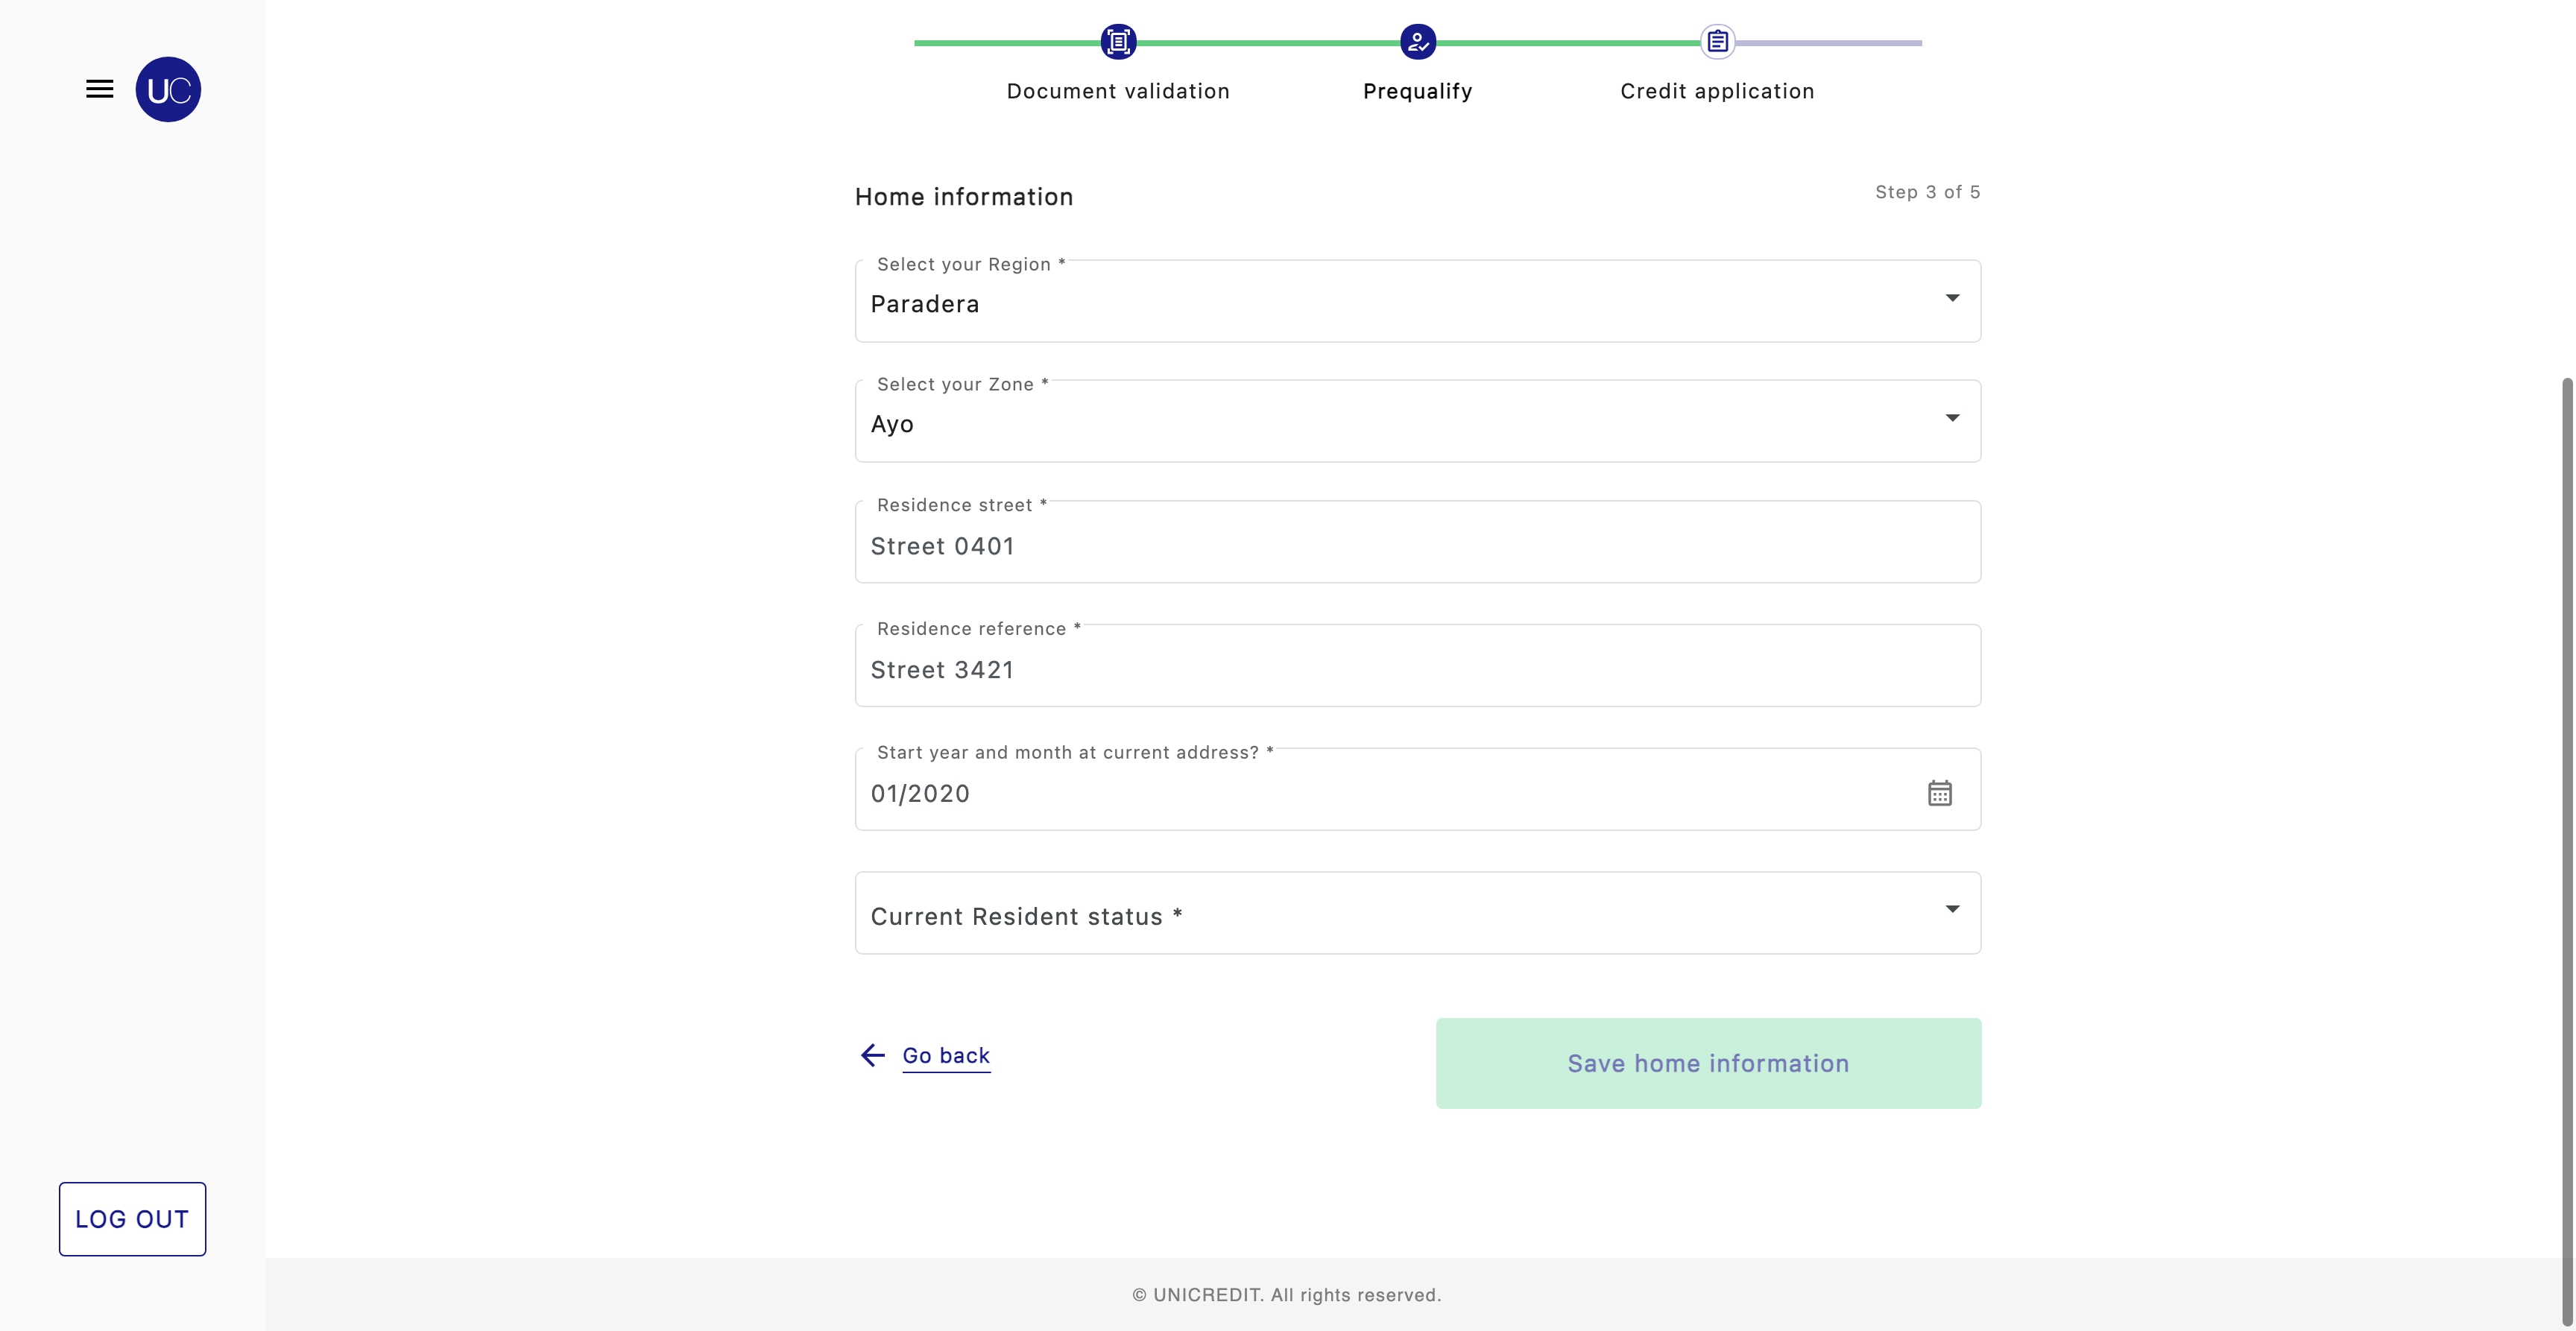 UC
Document validation
Prequalify
Credit application
Home information
Step 3 of 5
Select your Region *
Paradera
Select your Zone *
Ayo
Residence street *
Street 0401
Residence reference *
Street 3421
Start year and month at current address? *
01/2020
Current Resident status *
Go back
Save home information
LOG OUT
© UNICREDIT. All rights reserved.